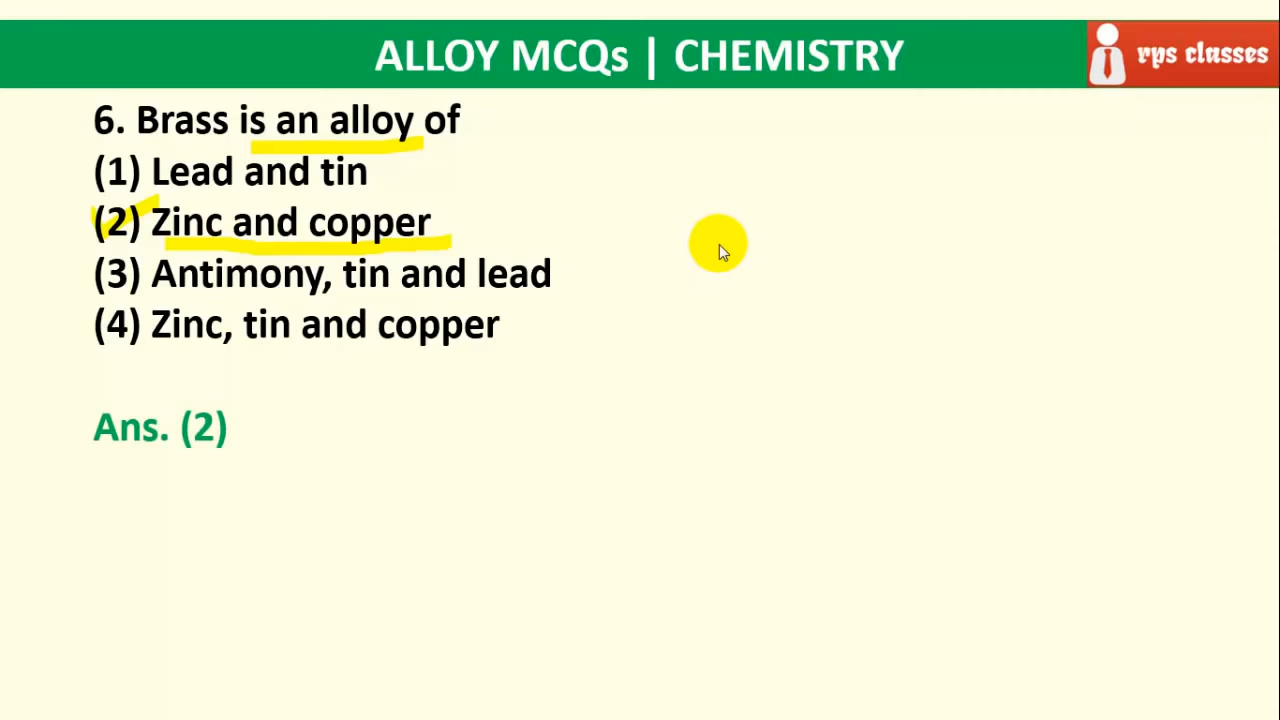 ALLOY MCQs | CHEMISTRY
rps classes
6. Brass is an alloy of
(1) Lead and tin
(2) Zinc and copper
(3) Antimony, tin and lead
(4) Zinc, tin and copper
Ans. (2)